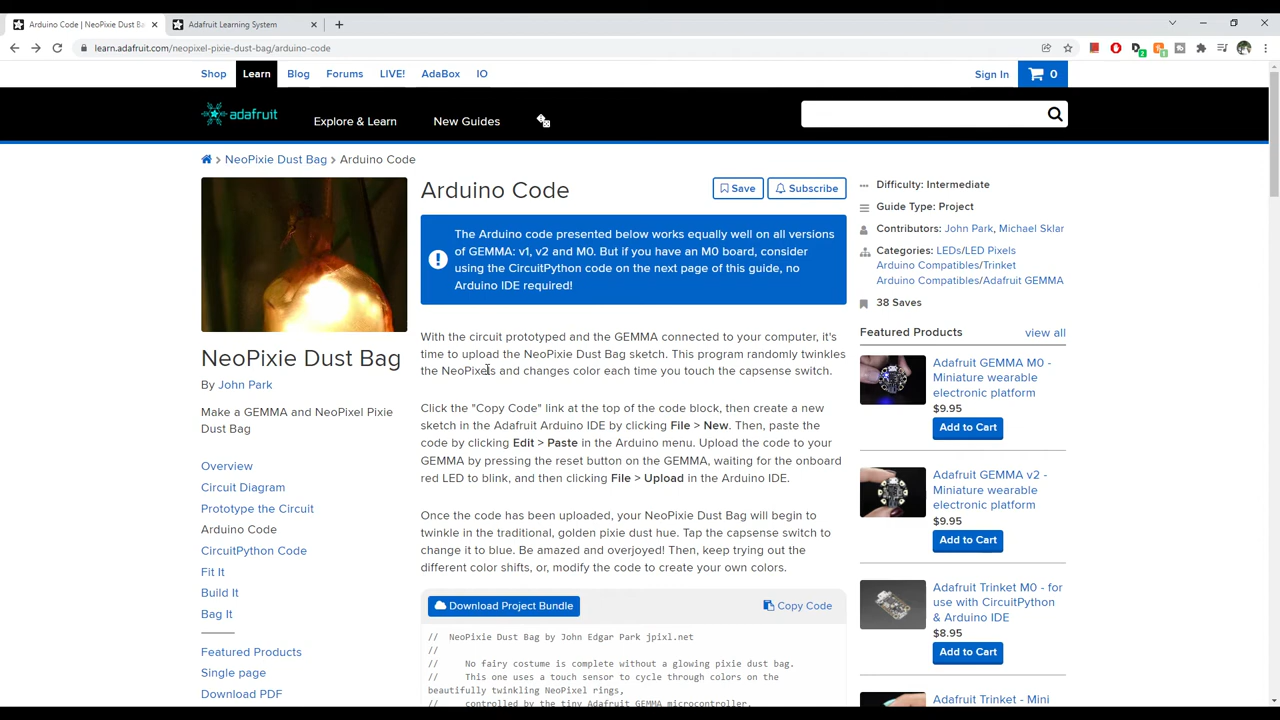 Arduino Code | NeoPixie Dust Ba
Adafruit Learning System
learn.adafruit.com/neopixel-pixie-dust-bag/arduino-code
Shop
Learn
Blog
Forums
LIVE!
AdaBox
IO
Sign In
0
adafruit
Explore & Learn
New Guides
NeoPixie Dust Bag
Arduino Code
NeoPixie Dust Bag
By John Park
Make a GEMMA and NeoPixel Pixie
Dust Bag
Overview
Circuit Diagram
Prototype the Circuit
Arduino Code
CircuitPython Code
Fit It
Build It
Bag It
Featured Products
Single page
Download PDF
Arduino Code
Save
Subscribe
The Arduino code presented below works equally well on all versions
of GEMMA: v1, v2 and M0. But if you have an M0 board, consider
using the CircuitPython code on the next page of this guide, no
Arduino IDE required!
With the circuit prototyped and the GEMMA connected to your computer, it's
time to upload the NeoPixie Dust Bag sketch. This program randomly twinkles
the NeoPixels and changes color each time you touch the capsense switch.
Click the "Copy Code" link at the top of the code block, then create a new
sketch in the Adafruit Arduino IDE by clicking File > New. Then, paste the
code by clicking Edit > Paste in the Arduino menu. Upload the code to your
GEMMA by pressing the reset button on the GEMMA, waiting for the onboard
red LED to blink, and then clicking File > Upload in the Arduino IDE.
Once the code has been uploaded, your NeoPixie Dust Bag will begin to
twinkle in the traditional, golden pixie dust hue. Tap the capsense switch to
change it to blue. Be amazed and overjoyed! Then, keep trying out the
different color shifts, or, modify the code to create your own colors.
Download Project Bundle
Copy Code
// NeoPixie Dust Bag by John Edgar Park jpixl.net
//
// No fairy costume is complete without a glowing pixie dust bag.
// This one uses a touch sensor to cycle through colors on the
beautifully twinkling NeoPixel rings,
// controlled by the tiny Adafruit GEMMA microcontroller.
Difficulty: Intermediate
Guide Type: Project
Contributors: John Park, Michael Sklar
Categories: LEDs/LED Pixels
Arduino Compatibles/Trinket
Arduino Compatibles/Adafruit GEMMA
38 Saves
Featured Products
view all
Adafruit GEMMA M0 -
Miniature wearable
electronic platform
$9.95
Add to Cart
Adafruit GEMMA v2 -
Miniature wearable
electronic platform
$9.95
Add to Cart
Adafruit Trinket M0 - for
use with CircuitPython
& Arduino IDE
$8.95
Add to Cart
Adafruit Trinket - Mini